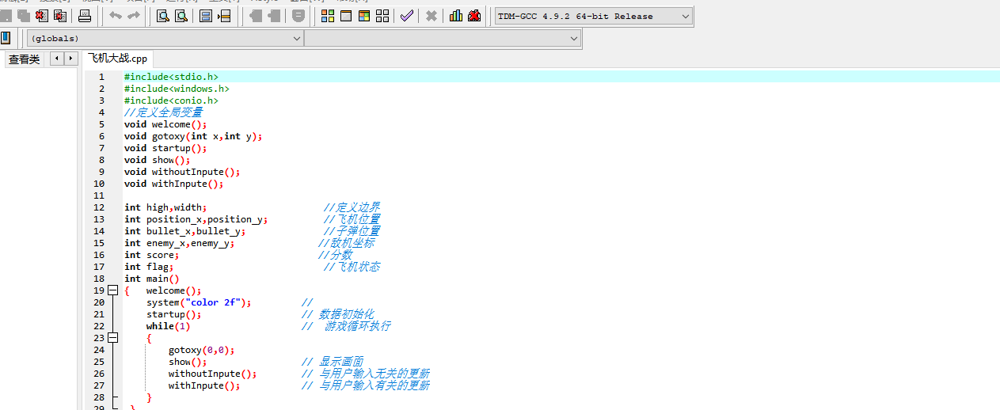 TDM-GCC 4.9.2 64-bit Release
(globals)
查看类
飞机大战.cpp
1 #include<stdio.h>
2 #include<windows.h>
3 #include<conio.h>
4 //定义全局变量
5 void welcome();
6 void gotoxy(int x,int y);
7 void startup();
8 void show();
9 void withoutInpute();
10 void withInpute();
11
12 int high,width; //定义边界
13 int position_x,position_y; //飞机位置
14 int bullet_x,bullet_y; //子弹位置
15 int enemy_x,enemy_y; //敌机坐标
16 int score; //分数
17 int flag; //飞机状态
18 int main()
19 { welcome();
20 system("color 2f"); //
21 startup(); // 数据初始化
22 while(1) // 游戏循环执行
23 {
24 gotoxy(0,0);
25 show(); // 显示画面
26 withoutInpute(); // 与用户输入无关的更新
27 withInpute(); // 与用户输入有关的更新
28 }
29 }